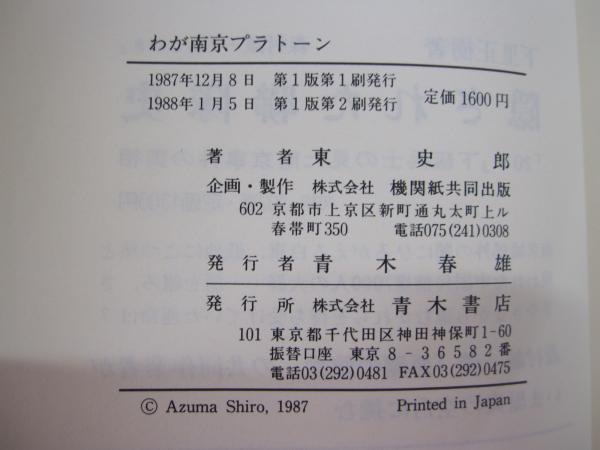 わが南京プラトーン
1987年12月8日 第1版第1刷発行
1988年1月5日 第1版第2刷発行
定価 1600円
著者 東史郎
企画・製作 株式会社 機関紙共同出版
602 京都市上京区新町通丸太町上ル
春帯町350 電話075(241)0308
発行者 青木春雄
発行所 株式会社 青木書店
101 東京都千代田区神田神保町1-60
振替口座 東京8-36582番
電話03(292)0481 FAX03(292)0475
© Azuma Shiro, 1987 Printed in Japan